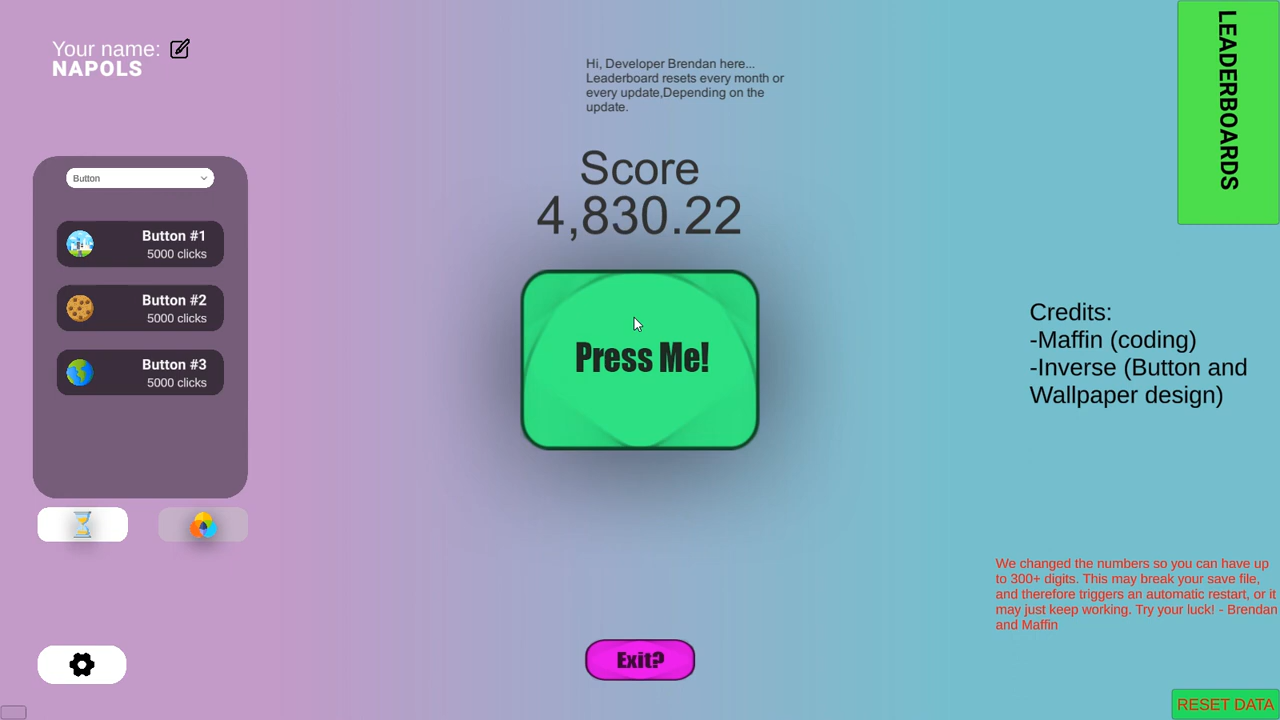 Your name:
NAPOLS
Hi, Developer Brendan here...
Leaderboard resets every month or
every update,Depending on the
update.
LEADERBOARDS
Score
4,830.22
Button
Button #1
5000 clicks
Button #2
5000 clicks
Button #3
5000 clicks
Press Me!
Credits:
-Maffin (coding)
-Inverse (Button and
Wallpaper design)
We changed the numbers so you can have up
to 300+ digits. This may break your save file,
and therefore triggers an automatic restart, or it
may just keep working. Try your luck! - Brendan
and Maffin
Exit?
RESET DATA